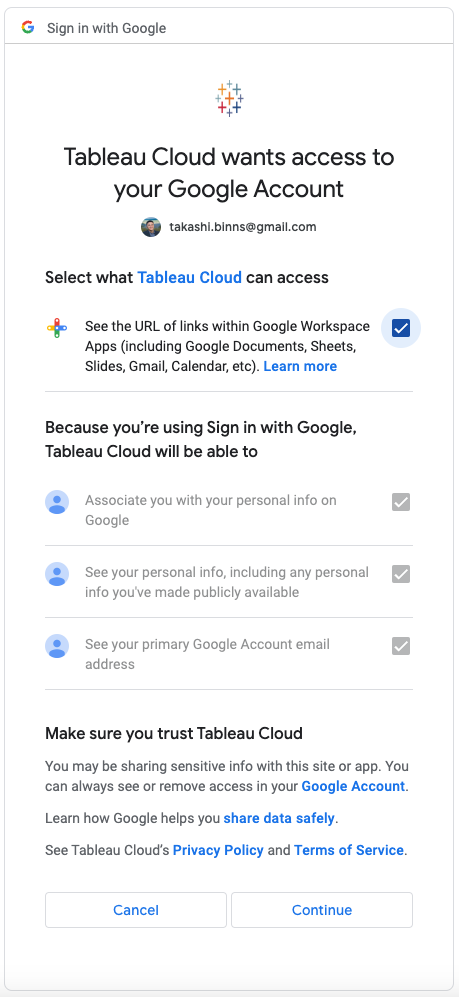 Sign in with Google
Tableau Cloud wants access to
your Google Account
takashi.binns@gmail.com
Select what Tableau Cloud can access
See the URL of links within Google Workspace
Apps (including Google Documents, Sheets,
Slides, Gmail, Calendar, etc). Learn more
Because you're using Sign in with Google,
Tableau Cloud will be able to
Associate you with your personal info on
Google
See your personal info, including any personal
info you've made publicly available
See your primary Google Account email
address
Make sure you trust Tableau Cloud
You may be sharing sensitive info with this site or app. You
can always see or remove access in your Google Account.
Learn how Google helps you share data safely.
See Tableau Cloud's Privacy Policy and Terms of Service.
Cancel
Continue